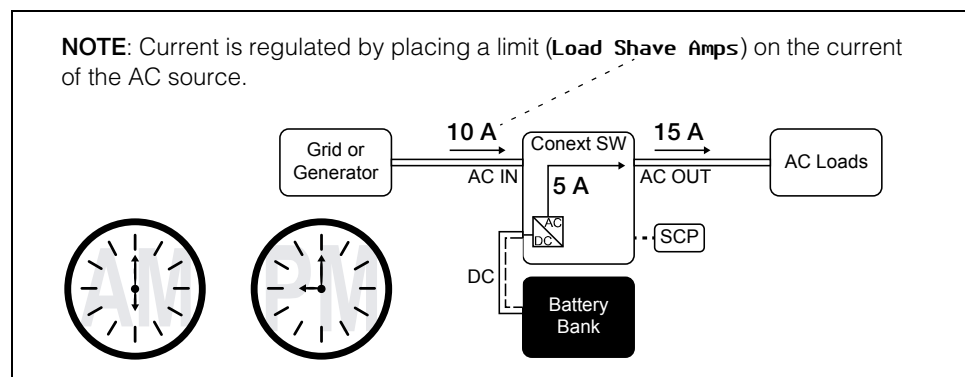 NOTE: Current is regulated by placing a limit (Load Shave Amps) on the current
of the AC source.
10 A
15 A
Grid or
Generator
Conext SW
AC Loads
AC IN
AC OUT
5 A
AC
DC
SCP
AM
PM
DC
Battery
Bank